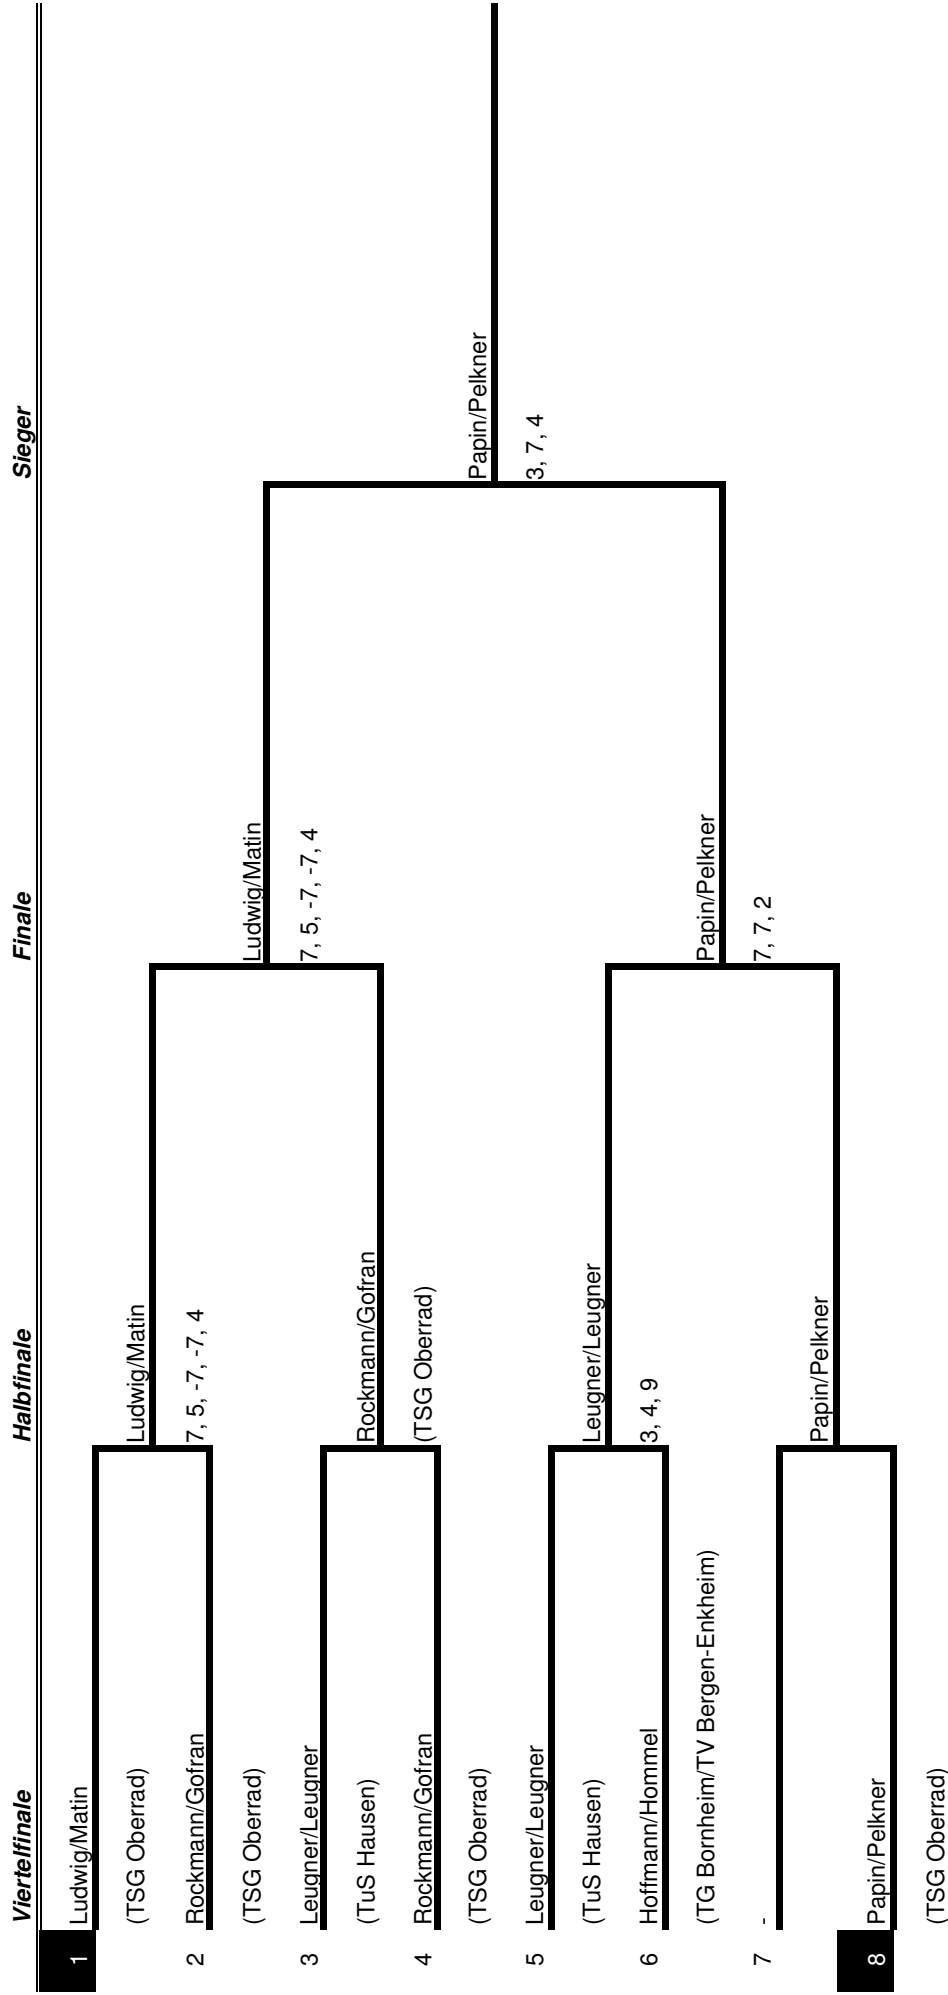 Viertelfinale Halbfinale Finale Sieger
1 Ludwig/Matin
(TSG Oberrad)
Ludwig/Matin
2 Rockmann/Gofran
7, 5, -7, -7, 4
(TSG Oberrad)
Ludwig/Matin
3 Leugner/Leugner
7, 5, -7, -7, 4
(TuS Hausen)
Rockmann/Gofran
4 Rockmann/Gofran
(TSG Oberrad)
(TSG Oberrad)
Papin/Pelkner
5 Leugner/Leugner
3, 7, 4
(TuS Hausen)
Leugner/Leugner
6 Hoffmann/Hommel
3, 4, 9
(TG Bornheim/TV Bergen-Enkheim)
Papin/Pelkner
7 -
7, 7, 2
Papin/Pelkner
8 Papin/Pelkner
(TSG Oberrad)